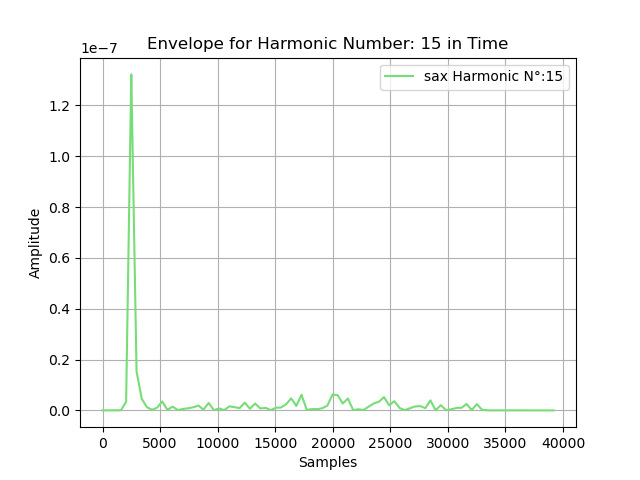 Envelope for Harmonic Number: 15 in Time
1e−7
sax Harmonic N°:15
1.2
1.0
0.8
0.6
0.4
0.2
0.0
Amplitude
0 5000 10000 15000 20000 25000 30000 35000 40000
Samples